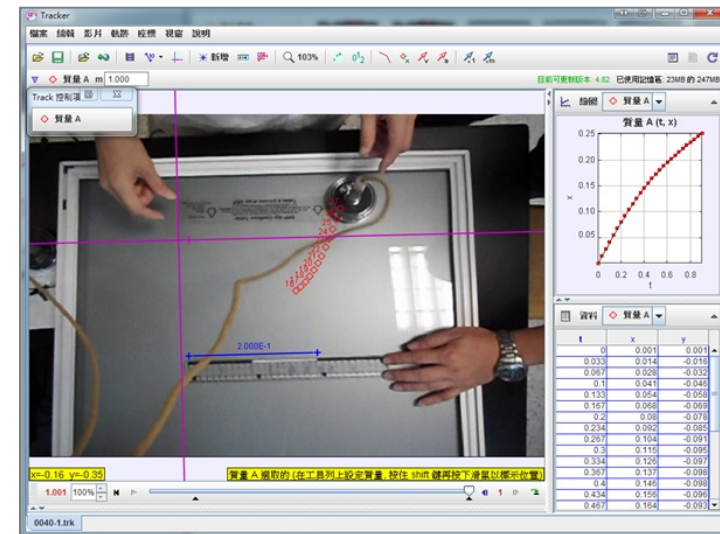 Tracker
檔案 編輯 影片 軌跡 座標 視窗 說明
新增 103%
質量 A m 1.000
目前可更新版本: 4.82 已使用記憶區: 23MB 的 247MB
Track 控制項
質量 A
2.000E-1
x=-0.16 y=-0.35
質量 A 選取的 (在工具列上設定質量, 按住 shift 鍵再按下滑鼠以標示位置)
1.001 100% 1
0040-1.trk
繪圖 質量 A
質量 A (t, x)
0.25
0.20
0.15
x
0.10
0.05
0 0.2 0.4 0.6 0.8
t
資料 質量 A
t x y
0 0.001 0.001
0.033 0.014 -0.016
0.067 0.028 -0.032
0.1 0.041 -0.046
0.133 0.054 -0.058
0.167 0.068 -0.069
0.2 0.08 -0.078
0.234 0.092 -0.085
0.267 0.104 -0.091
0.3 0.115 -0.095
0.334 0.126 -0.097
0.367 0.137 -0.098
0.4 0.146 -0.098
0.434 0.156 -0.096
0.467 0.164 -0.093